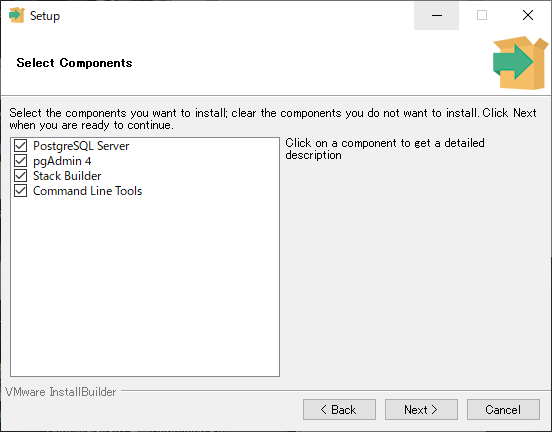 Setup
Select Components
Select the components you want to install; clear the components you do not want to install. Click Next
when you are ready to continue.
PostgreSQL Server
pgAdmin 4
Stack Builder
Command Line Tools
Click on a component to get a detailed
description
VMware InstallBuilder
< Back
Next >
Cancel